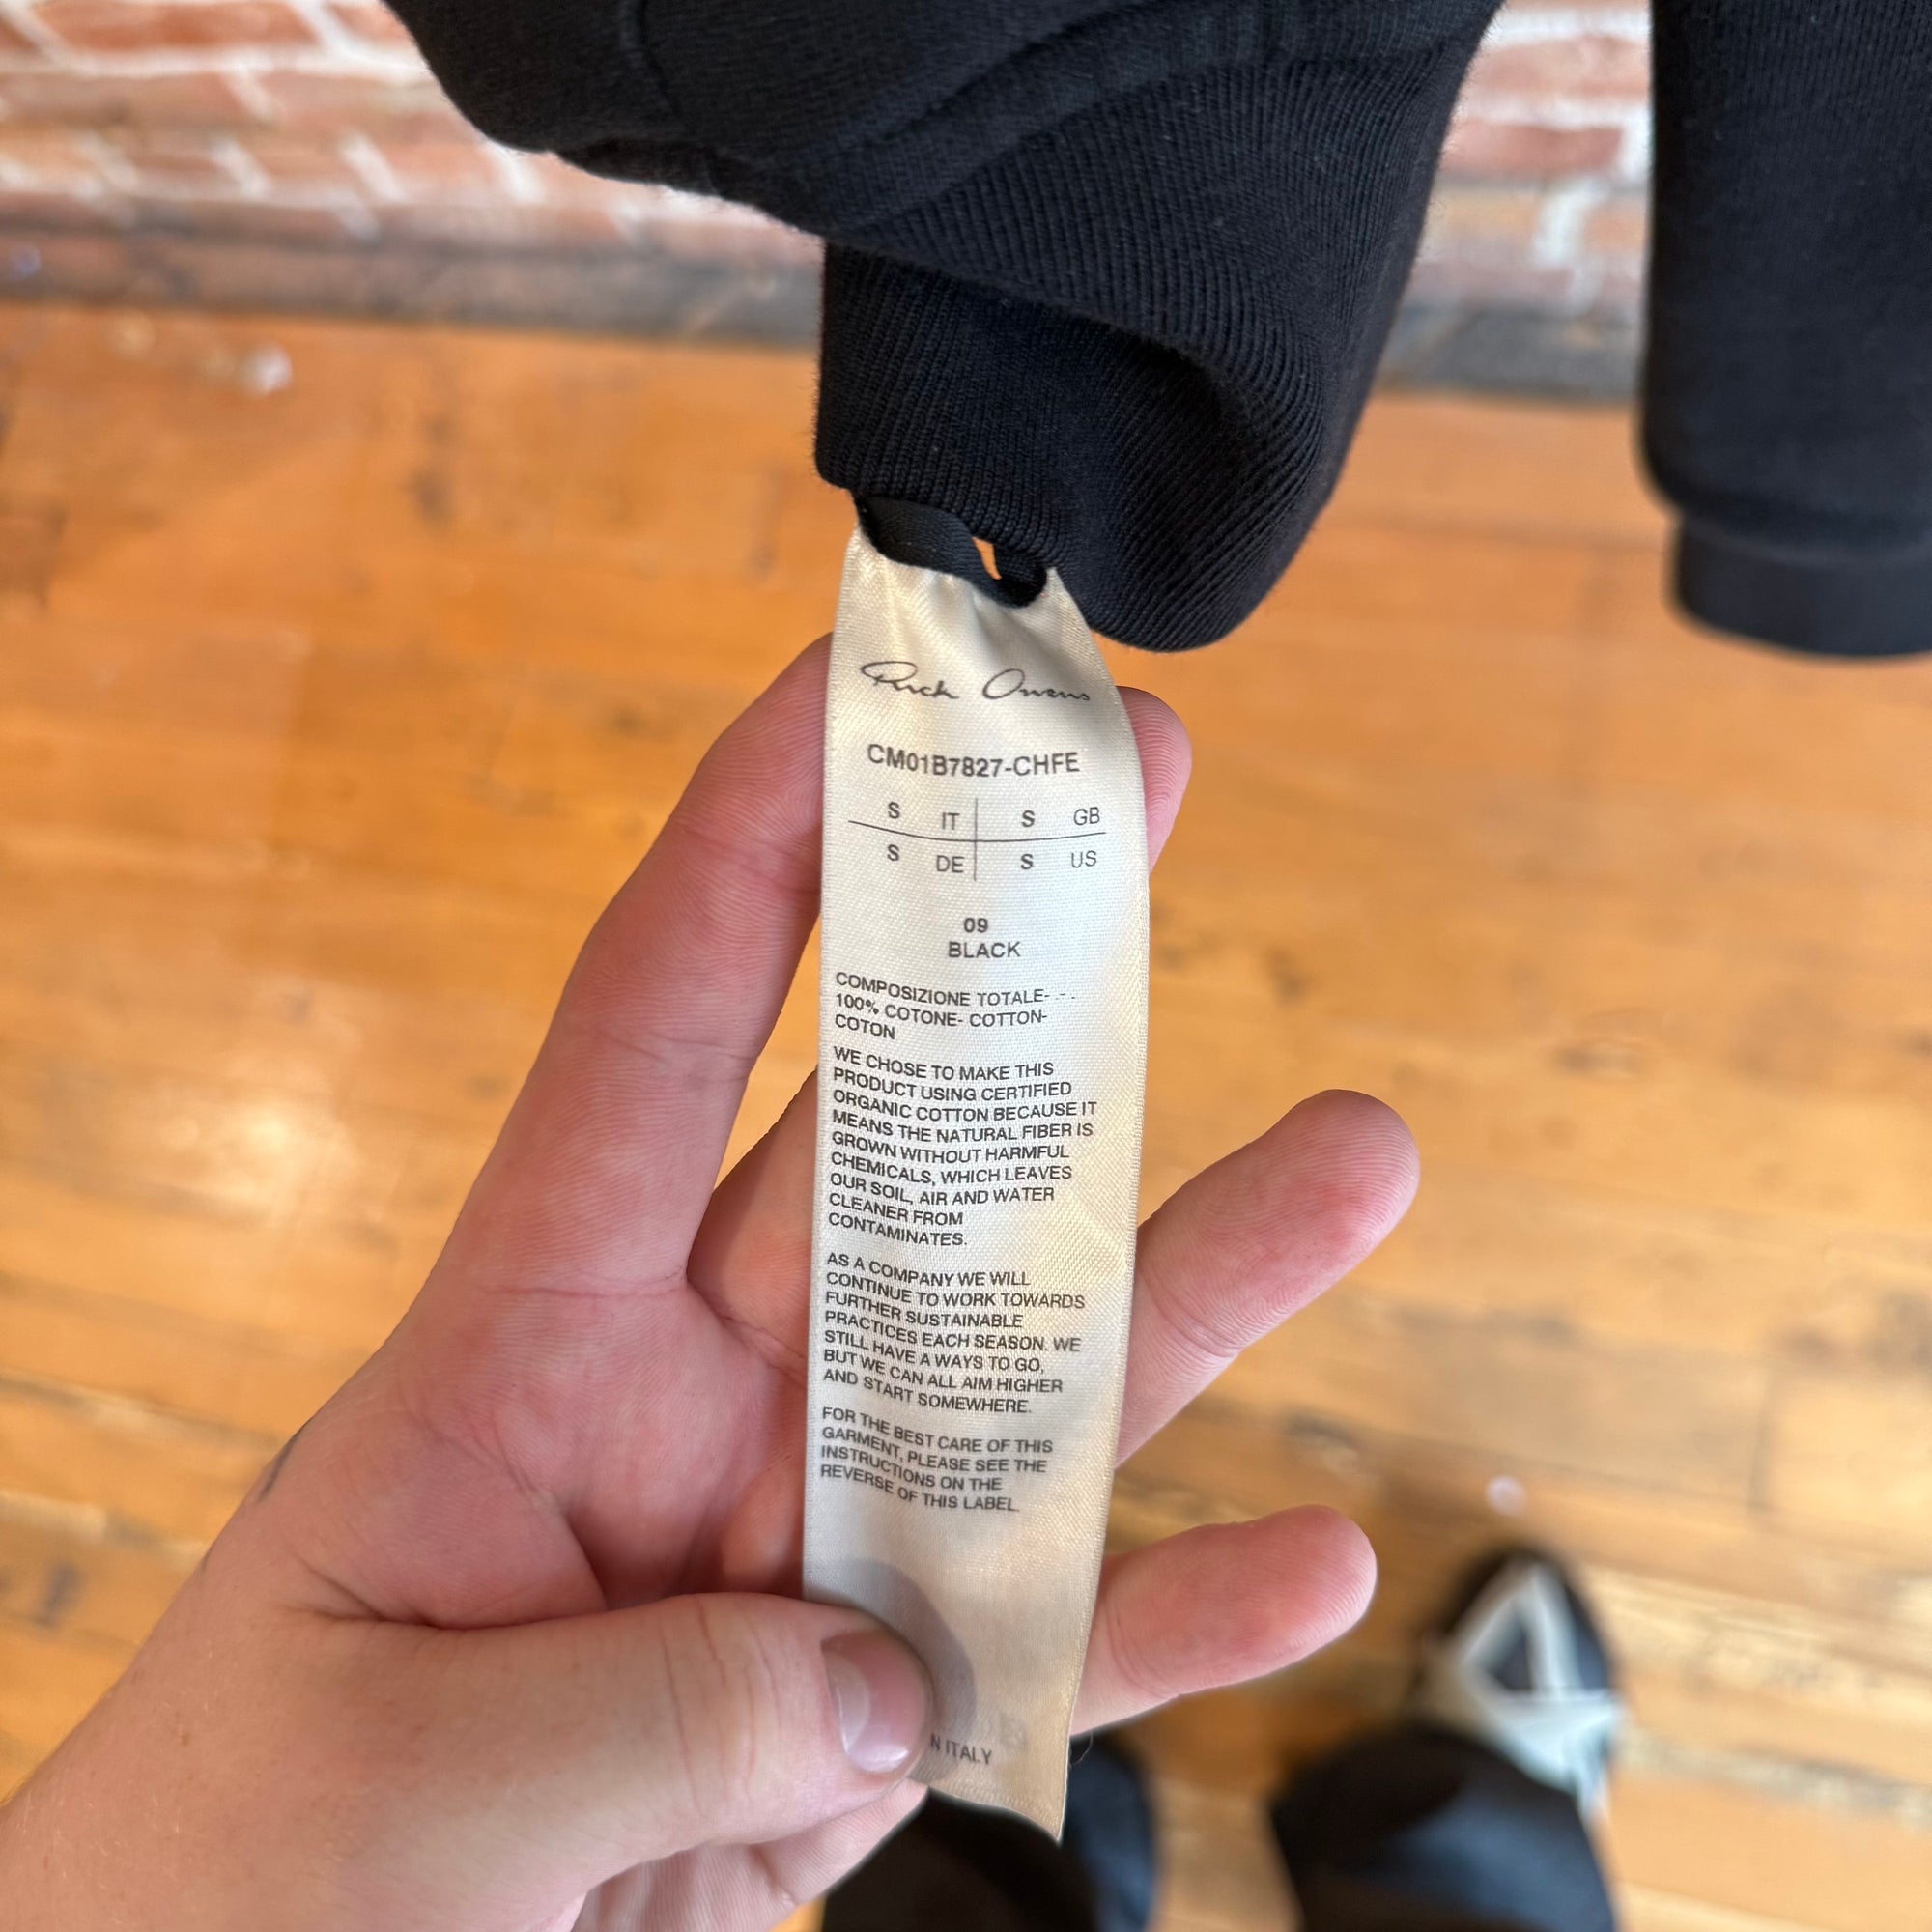 Rick Owens
CM01B7827-CHFE
S IT S GB
S DE S US
09
BLACK
COMPOSIZIONE TOTALE- - -
100% COTONE- COTTON-
COTON
WE CHOSE TO MAKE THIS
PRODUCT USING CERTIFIED
ORGANIC COTTON BECAUSE IT
MEANS THE NATURAL FIBER IS
GROWN WITHOUT HARMFUL
CHEMICALS, WHICH LEAVES
OUR SOIL, AIR AND WATER
CLEANER FROM
CONTAMINATES.
AS A COMPANY WE WILL
CONTINUE TO WORK TOWARDS
FURTHER SUSTAINABLE
PRACTICES EACH SEASON. WE
STILL HAVE A WAYS TO GO,
BUT WE CAN ALL AIM HIGHER
AND START SOMEWHERE.
FOR THE BEST CARE OF THIS
GARMENT, PLEASE SEE THE
INSTRUCTIONS ON THE
REVERSE OF THIS LABEL.
N ITALY